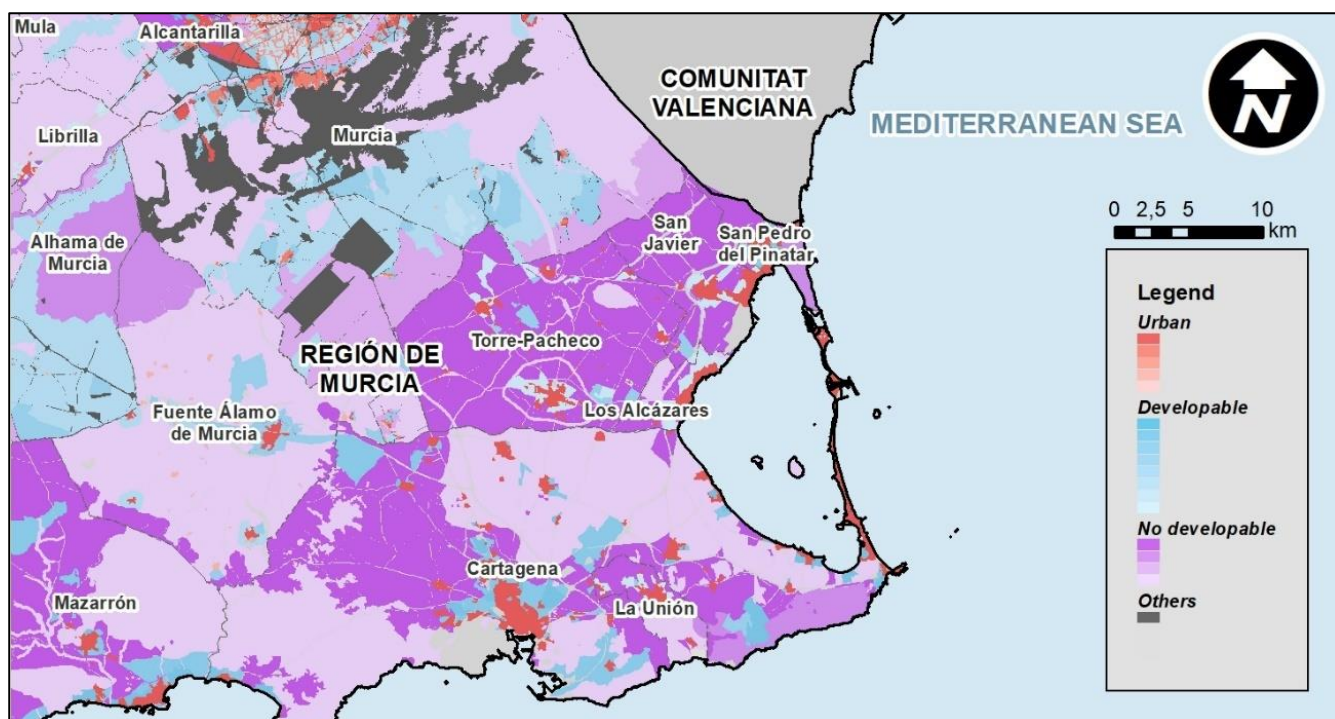 Mula
Alcantarilla
COMUNITAT
VALENCIANA
MEDITERRANEAN SEA
N
Librilla
Murcia
0 2,5 5 10
km
San
Javier
San Pedro
del Pinatar
Alhama de
Murcia
Legend
Urban
Developable
No developable
Others
Torre-Pacheco
REGIÓN DE
MURCIA
Fuente Álamo
de Murcia
Los Alcázares
Cartagena
La Unión
Mazarrón